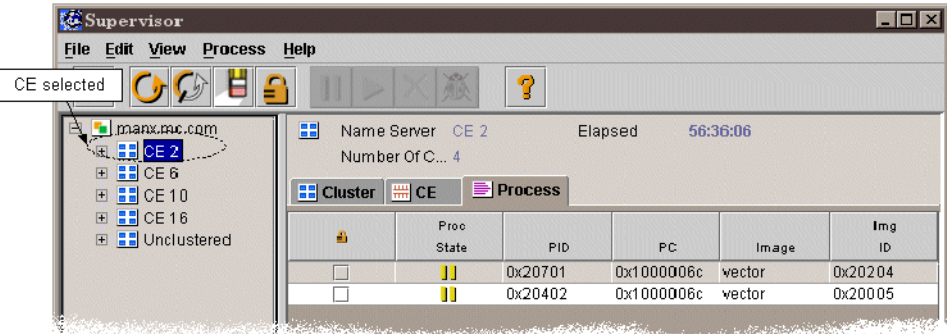 Supervisor
File Edit View Process Help
CE selected
manx.mc.com
CE 2
CE 6
CE 10
CE 16
Unclustered
Name Server CE 2 Elapsed 56:36:06
Number Of C... 4
Cluster CE Process
Proc State PID PC Image Img ID
0x20701 0x1000006c vector 0x20204
0x20402 0x1000006c vector 0x20005